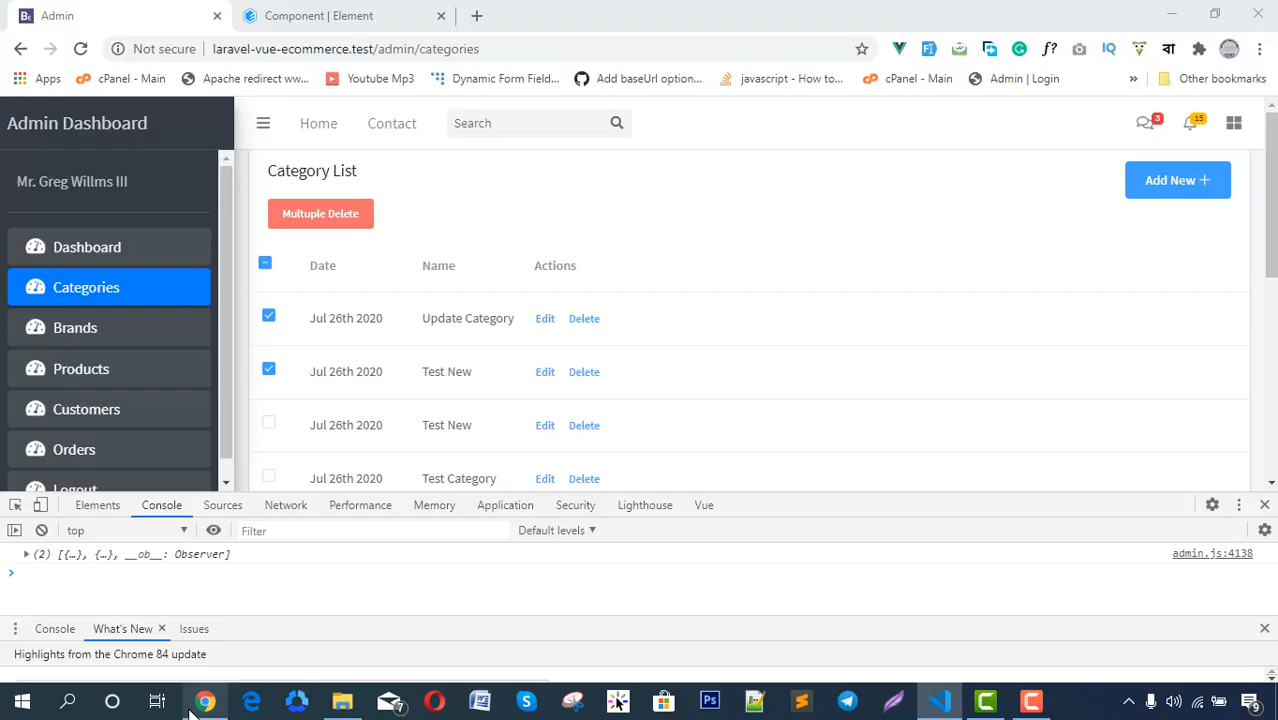 Admin
Component | Element
Not secure
laravel-vue-ecommerce.test/admin/categories
Apps
cPanel - Main
Apache redirect ww...
Youtube Mp3
Dynamic Form Field...
Add baseUrl option...
javascript - How to...
cPanel - Main
Admin | Login
Other bookmarks
Admin Dashboard
Home
Contact
Search
3
15
Mr. Greg Willms III
Dashboard
Categories
Brands
Products
Customers
Orders
Logout
Category List
Add New +
Multuple Delete
Date
Name
Actions
Jul 26th 2020
Update Category
Edit
Delete
Jul 26th 2020
Test New
Edit
Delete
Jul 26th 2020
Test New
Edit
Delete
Jul 26th 2020
Test Category
Edit
Delete
Elements
Console
Sources
Network
Performance
Memory
Application
Security
Lighthouse
Vue
top
Filter
Default levels
(2) [{…}, {…}, __ob__: Observer]
admin.js:4138
Console
What's New
Issues
Highlights from the Chrome 84 update